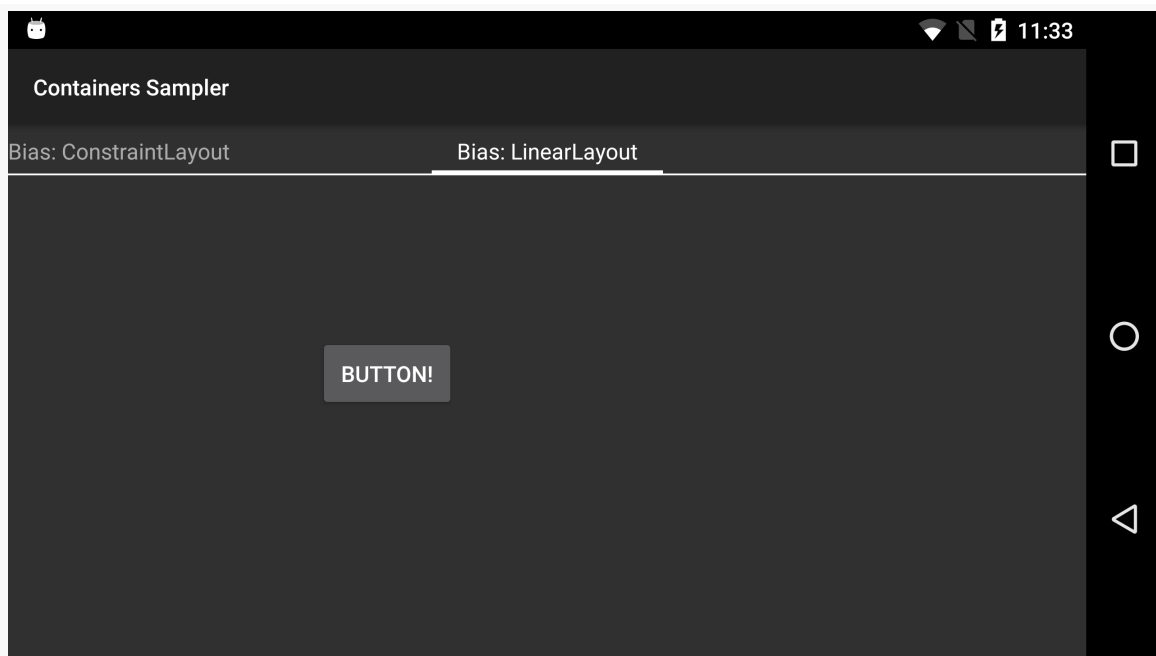 11:33
Containers Sampler
Bias: ConstraintLayout
Bias: LinearLayout
BUTTON!